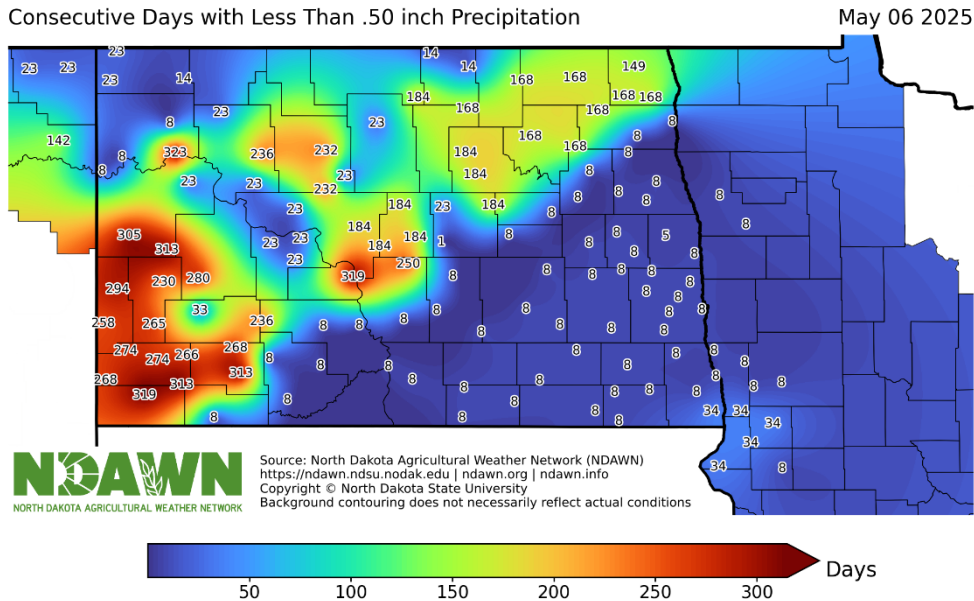 Consecutive Days with Less Than .50 inch Precipitation May 06 2025
23 14
23 23 14 149
23 14 168 168
184 168 168 168
23 168 168
8 23 8
142 236 232 184 168 168 8
8 323 184 8
8 23 23 23 184 8
232 8 8 8
23 184 23 184 8 8
305 23 184 184 1 8 8 5 8
313 23 184 8 8
294 230 280 23 319 250 8 8 8 8 8
33 8 8 8
258 265 236 8 8 8 8 8 8 8 8
274 274 266 268 8 8 8 8 8
268 313 313 8 8 8 8 8 8 8
319 8 8 8 8 8 8
8 8 8 34 34 34
34
34 8
NDAWN
NORTH DAKOTA AGRICULTURAL WEATHER NETWORK
Source: North Dakota Agricultural Weather Network (NDAWN)
https://ndawn.ndsu.nodak.edu | ndawn.org | ndawn.info
Copyright © North Dakota State University
Background contouring does not necessarily reflect actual conditions
50 100 150 200 250 300 Days